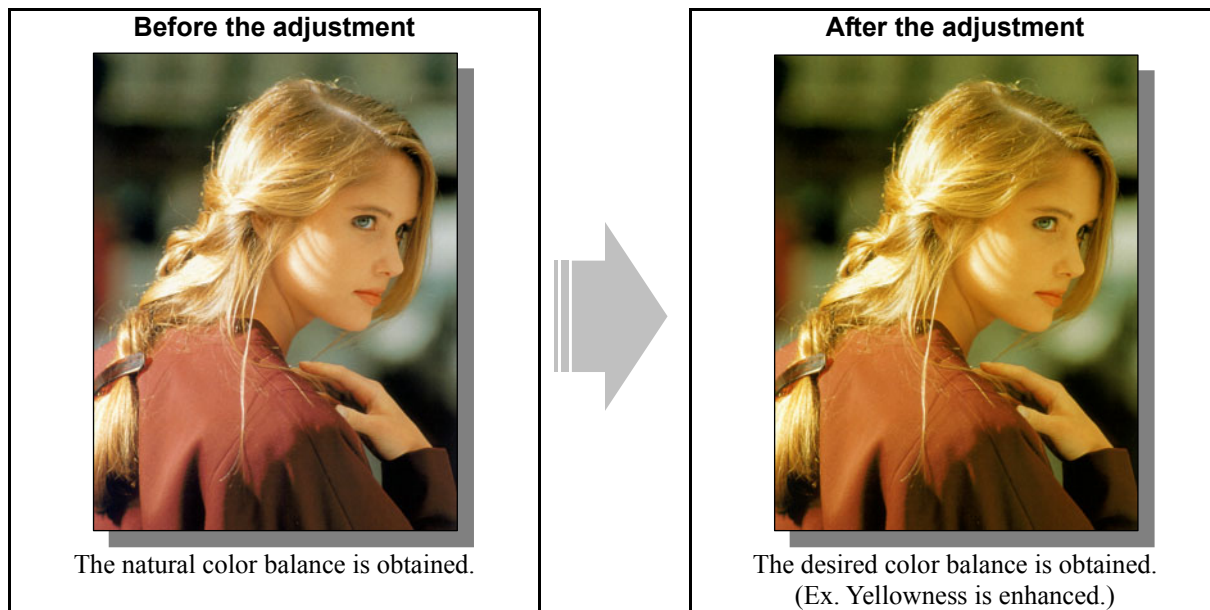 Before the adjustment
The natural color balance is obtained.
After the adjustment
The desired color balance is obtained.
(Ex. Yellowness is enhanced.)